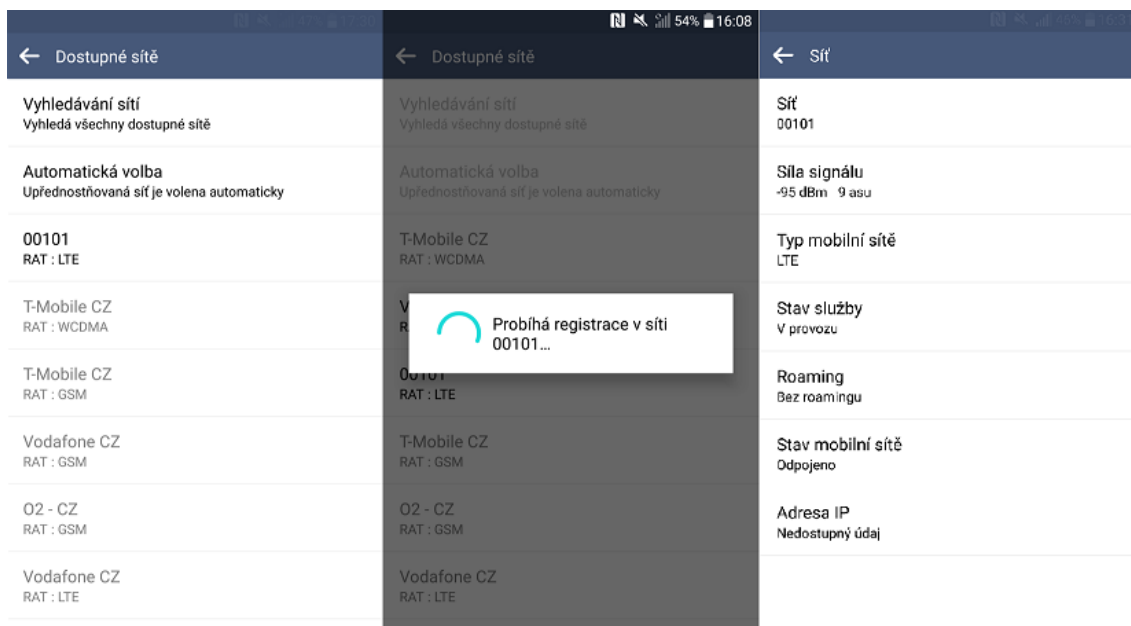 Dostupné sítě
Vyhledávání sítí
Vyhledá všechny dostupné sítě
Automatická volba
Upřednostňovaná síť je volena automaticky
00101
RAT : LTE
T-Mobile CZ
RAT : WCDMA
T-Mobile CZ
RAT : GSM
Vodafone CZ
RAT : GSM
O2 - CZ
RAT : GSM
Vodafone CZ
RAT : LTE
54% 16:08
Dostupné sítě
Vyhledávání sítí
Vyhledá všechny dostupné sítě
Automatická volba
Upřednostňovaná síť je volena automaticky
T-Mobile CZ
RAT : WCDMA
Probíhá registrace v síti
00101...
00101
RAT : LTE
T-Mobile CZ
RAT : GSM
O2 - CZ
RAT : GSM
Vodafone CZ
RAT : LTE
Síť
Síť
00101
Síla signálu
-95 dBm 9 asu
Typ mobilní sítě
LTE
Stav služby
V provozu
Roaming
Bez roamingu
Stav mobilní sítě
Odpojeno
Adresa IP
Nedostupný údaj